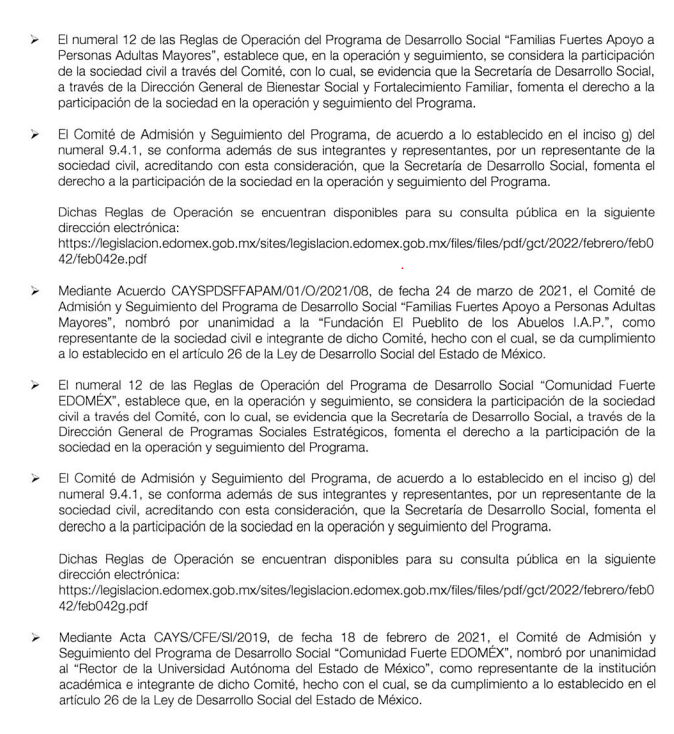 ➢ El numeral 12 de las Reglas de Operación del Programa de Desarrollo Social “Familias Fuertes Apoyo a
Personas Adultas Mayores”, establece que, en la operación y seguimiento, se considera la participación
de la sociedad civil a través del Comité, con lo cual, se evidencia que la Secretaría de Desarrollo Social,
a través de la Dirección General de Bienestar Social y Fortalecimiento Familiar, fomenta el derecho a la
participación de la sociedad en la operación y seguimiento del Programa.
➢ El Comité de Admisión y Seguimiento del Programa, de acuerdo a lo establecido en el inciso g) del
numeral 9.4.1, se conforma además de sus integrantes y representantes, por un representante de la
sociedad civil, acreditando con esta consideración, que la Secretaría de Desarrollo Social, fomenta el
derecho a la participación de la sociedad en la operación y seguimiento del Programa.
Dichas Reglas de Operación se encuentran disponibles para su consulta pública en la siguiente
dirección electrónica:
https://legislacion.edomex.gob.mx/sites/legislacion.edomex.gob.mx/files/files/pdf/gct/2022/febrero/feb0
42/feb042e.pdf
➢ Mediante Acuerdo CAYSPDSFFAPAM/01/O/2021/08, de fecha 24 de marzo de 2021, el Comité de
Admisión y Seguimiento del Programa de Desarrollo Social “Familias Fuertes Apoyo a Personas Adultas
Mayores”, nombró por unanimidad a la “Fundación El Pueblito de los Abuelos I.A.P.”, como
representante de la sociedad civil e integrante de dicho Comité, hecho con el cual, se da cumplimiento
a lo establecido en el artículo 26 de la Ley de Desarrollo Social del Estado de México.
➢ El numeral 12 de las Reglas de Operación del Programa de Desarrollo Social “Comunidad Fuerte
EDOMÉX”, establece que, en la operación y seguimiento, se considera la participación de la sociedad
civil a través del Comité, con lo cual, se evidencia que la Secretaría de Desarrollo Social, a través de la
Dirección General de Programas Sociales Estratégicos, fomenta el derecho a la participación de la
sociedad en la operación y seguimiento del Programa.
➢ El Comité de Admisión y Seguimiento del Programa, de acuerdo a lo establecido en el inciso g) del
numeral 9.4.1, se conforma además de sus integrantes y representantes, por un representante de la
sociedad civil, acreditando con esta consideración, que la Secretaría de Desarrollo Social, fomenta el
derecho a la participación de la sociedad en la operación y seguimiento del Programa.
Dichas Reglas de Operación se encuentran disponibles para su consulta pública en la siguiente
dirección electrónica:
https://legislacion.edomex.gob.mx/sites/legislacion.edomex.gob.mx/files/files/pdf/gct/2022/febrero/feb0
42/feb042g.pdf
➢ Mediante Acta CAYS/CFE/SI/2019, de fecha 18 de febrero de 2021, el Comité de Admisión y
Seguimiento del Programa de Desarrollo Social “Comunidad Fuerte EDOMÉX”, nombró por unanimidad
al “Rector de la Universidad Autónoma del Estado de México”, como representante de la institución
académica e integrante de dicho Comité, hecho con el cual, se da cumplimiento a lo establecido en el
artículo 26 de la Ley de Desarrollo Social del Estado de México.